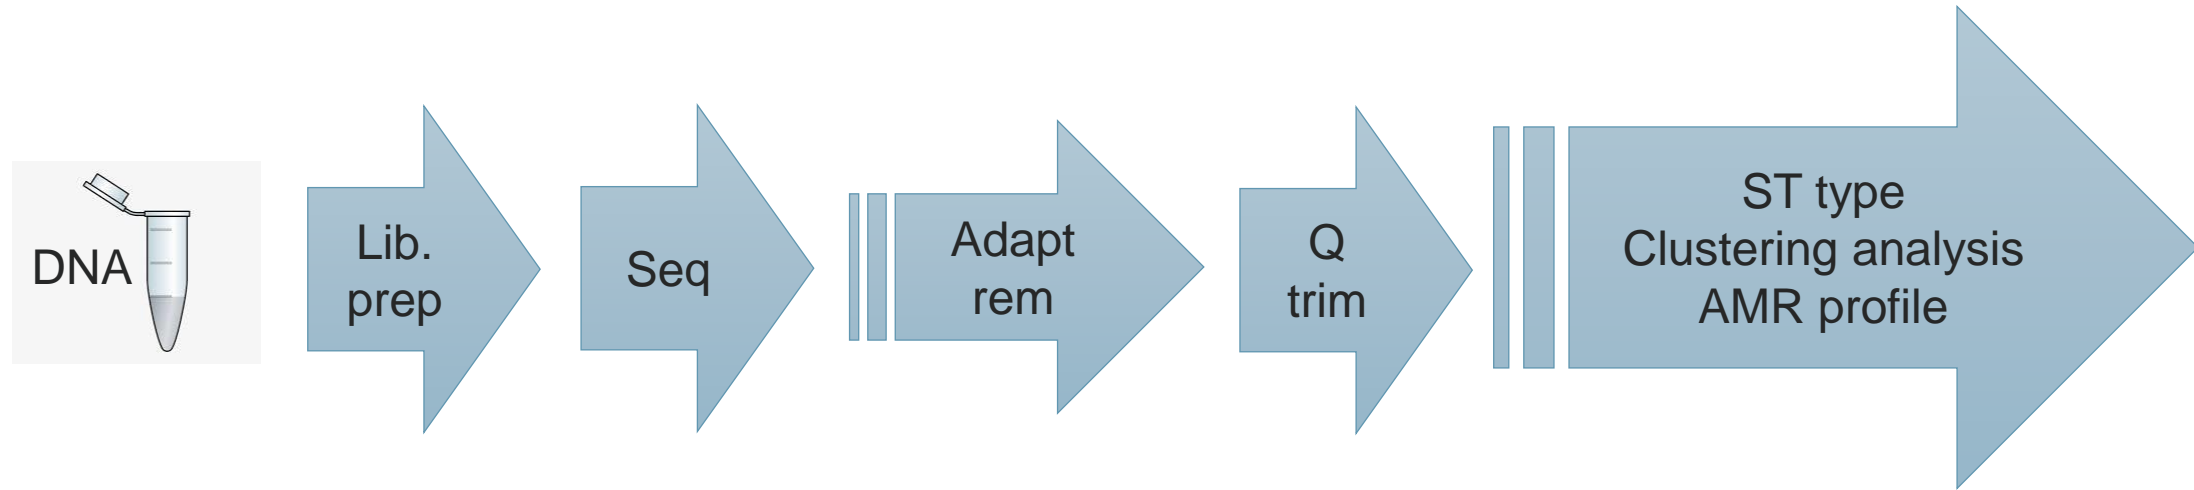 DNA
Lib.
prep
Seq
Adapt
rem
Q
trim
ST type
Clustering analysis
AMR profile